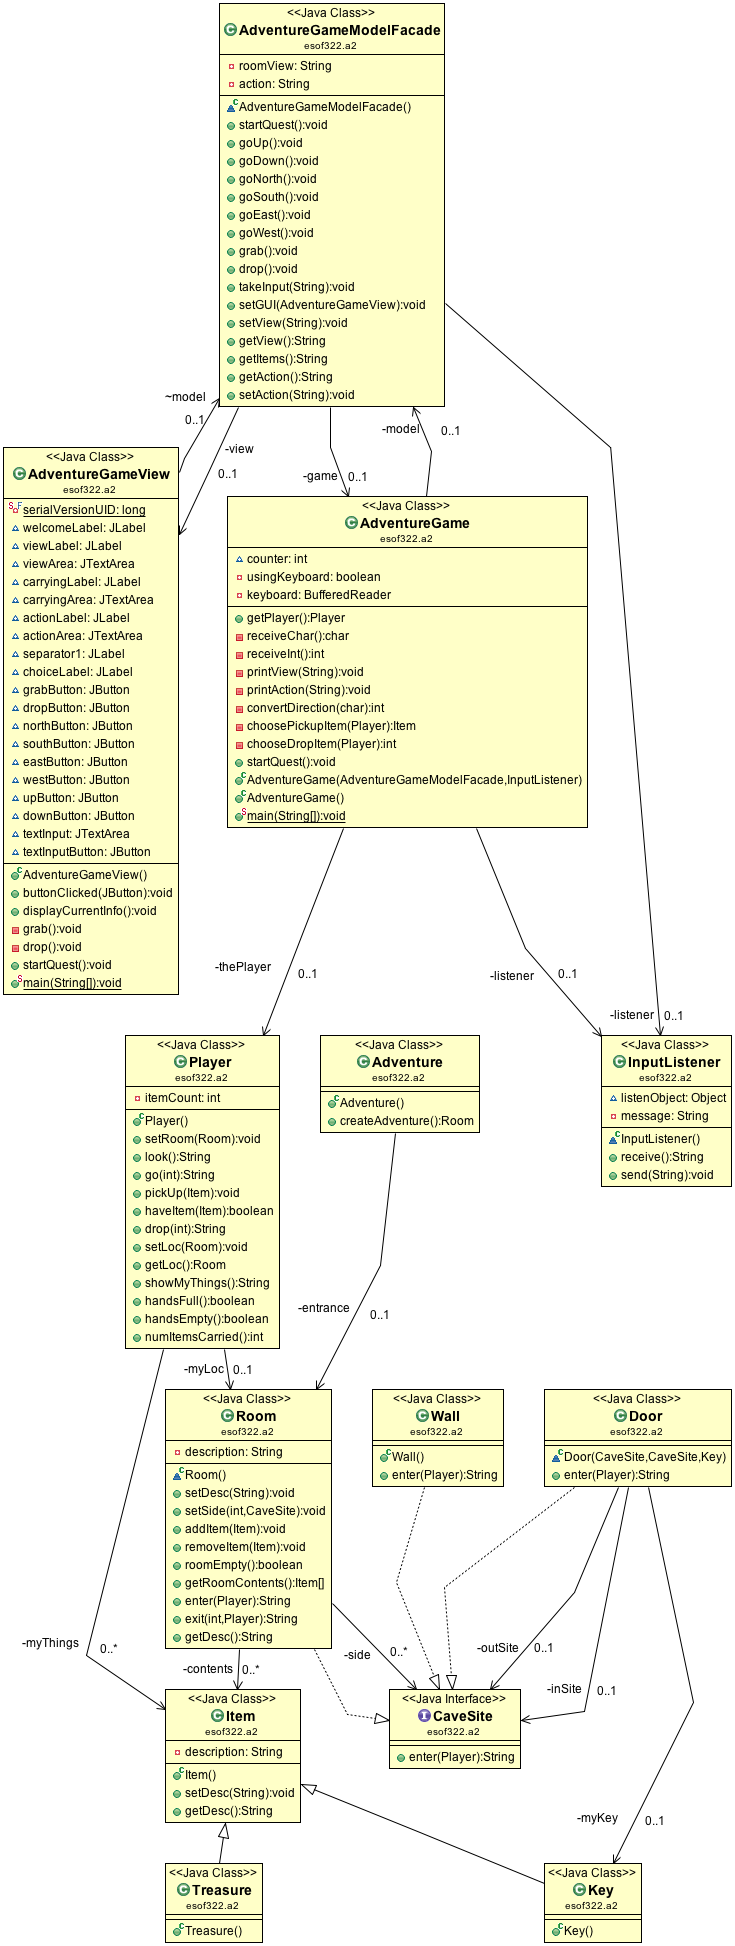 <<Java Class>>
AdventureGameModelFacade
esof322.a2
roomView: String
action: String
AdventureGameModelFacade()
startQuest():void
goUp():void
goDown():void
goNorth():void
goSouth():void
goEast():void
goWest():void
grab():void
drop():void
takeInput(String):void
setGUI(AdventureGameView):void
setView(String):void
getView():String
getItems():String
getAction():String
setAction(String):void
~model
0..1
-view
0..1
-game
0..1
-model
0..1
<<Java Class>>
AdventureGameView
esof322.a2
serialVersionUID: long
welcomeLabel: JLabel
viewLabel: JLabel
viewArea: JTextArea
carryingLabel: JLabel
carryingArea: JTextArea
actionLabel: JLabel
actionArea: JTextArea
separator1: JLabel
choiceLabel: JLabel
grabButton: JButton
dropButton: JButton
northButton: JButton
southButton: JButton
eastButton: JButton
westButton: JButton
upButton: JButton
downButton: JButton
textInput: JTextArea
textInputButton: JButton
AdventureGameView()
buttonClicked(JButton):void
displayCurrentInfo():void
grab():void
drop():void
startQuest():void
main(String[]):void
<<Java Class>>
AdventureGame
esof322.a2
counter: int
usingKeyboard: boolean
keyboard: BufferedReader
getPlayer():Player
receiveChar():char
receiveInt():int
printView(String):void
printAction(String):void
convertDirection(char):int
choosePickupItem(Player):Item
chooseDropItem(Player):int
startQuest():void
AdventureGame(AdventureGameModelFacade,InputListener)
AdventureGame()
main(String[]):void
-thePlayer
0..1
-listener
0..1
-listener
0..1
<<Java Class>>
Player
esof322.a2
itemCount: int
Player()
setRoom(Room):void
look():String
go(int):String
pickUp(Item):void
haveItem(Item):boolean
drop(int):String
setLoc(Room):void
getLoc():Room
showMyThings():String
handsFull():boolean
handsEmpty():boolean
numItemsCarried():int
<<Java Class>>
Adventure
esof322.a2
Adventure()
createAdventure():Room
<<Java Class>>
InputListener
esof322.a2
listenObject: Object
message: String
InputListener()
receive():String
send(String):void
-entrance
0..1
-myLoc
0..1
<<Java Class>>
Room
esof322.a2
description: String
Room()
setDesc(String):void
setSide(int,CaveSite):void
addItem(Item):void
removeItem(Item):void
roomEmpty():boolean
getRoomContents():Item[]
enter(Player):String
exit(int,Player):String
getDesc():String
<<Java Class>>
Wall
esof322.a2
Wall()
enter(Player):String
<<Java Class>>
Door
esof322.a2
Door(CaveSite,CaveSite,Key)
enter(Player):String
-myThings
0..*
-contents
0..*
-side
0..*
-outSite
0..1
-inSite
0..1
<<Java Class>>
Item
esof322.a2
description: String
Item()
setDesc(String):void
getDesc():String
<<Java Interface>>
CaveSite
esof322.a2
enter(Player):String
-myKey
0..1
<<Java Class>>
Treasure
esof322.a2
Treasure()
<<Java Class>>
Key
esof322.a2
Key()